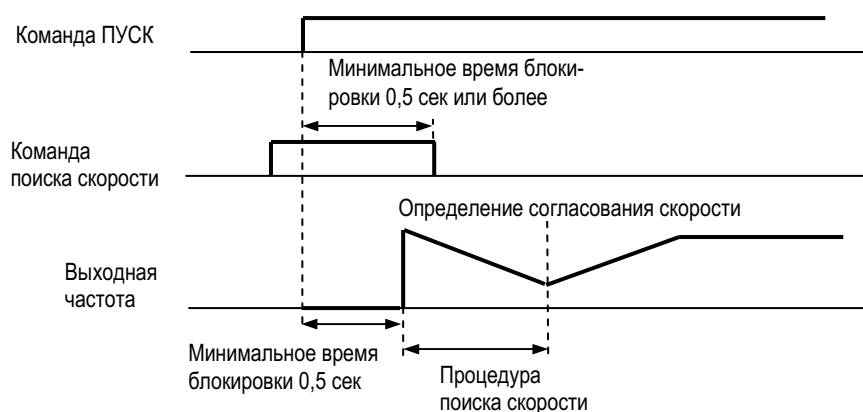 Команда ПУСК
Минимальное время блоки-
ровки 0,5 сек или более
Команда
поиска скорости
Определение согласования скорости
Выходная
частота
Минимальное время
блокировки 0,5 сек
Процедура
поиска скорости